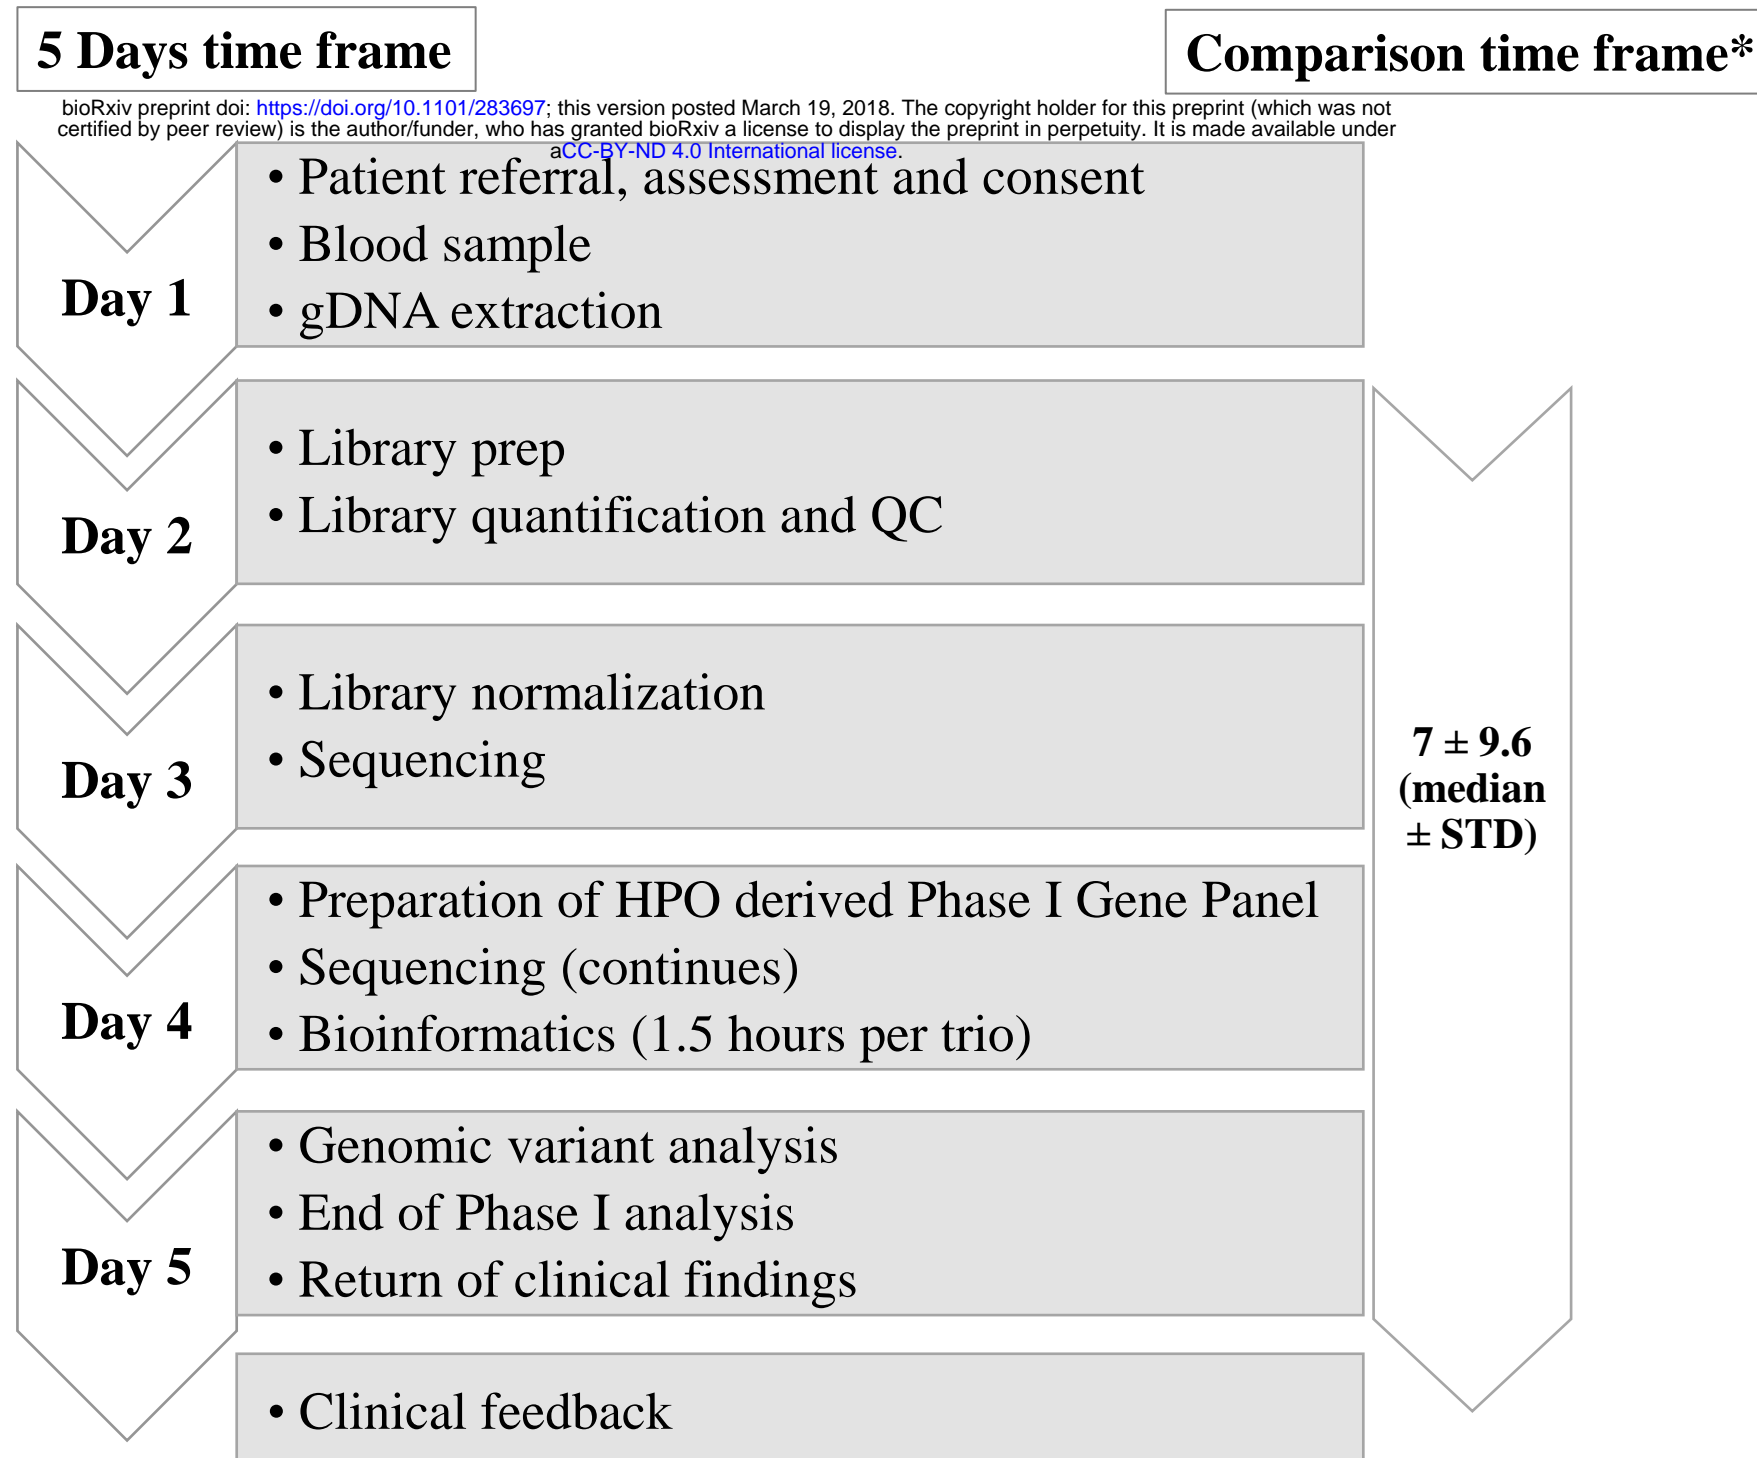 5 Days time frame
Comparison time frame*
bioRxiv preprint doi: https://doi.org/10.1101/283697; this version posted March 19, 2018. The copyright holder for this preprint (which was not
certified by peer review) is the author/funder, who has granted bioRxiv a license to display the preprint in perpetuity. It is made available under
aCC-BY-ND 4.0 International license.
Day 1
• Patient referral, assessment and consent
• Blood sample
• gDNA extraction
Day 2
• Library prep
• Library quantification and QC
Day 3
• Library normalization
• Sequencing
7 ± 9.6
(median
± STD)
Day 4
• Preparation of HPO derived Phase I Gene Panel
• Sequencing (continues)
• Bioinformatics (1.5 hours per trio)
Day 5
• Genomic variant analysis
• End of Phase I analysis
• Return of clinical findings
• Clinical feedback